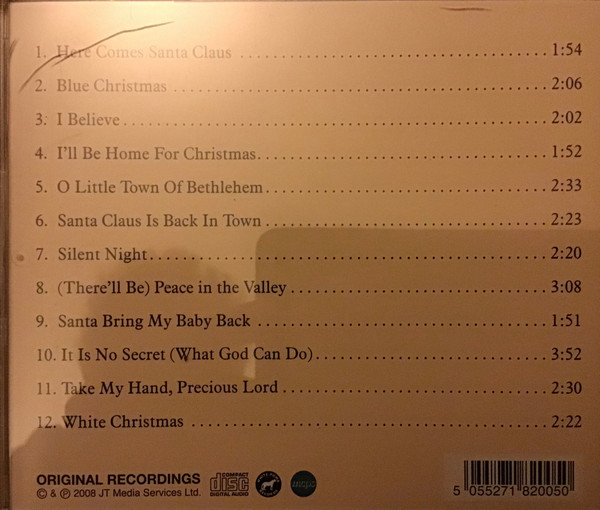 1. Here Comes Santa Claus ........ 1:54
2. Blue Christmas ........ 2:06
3. I Believe ........ 2:02
4. I'll Be Home For Christmas ........ 1:52
5. O Little Town Of Bethlehem ........ 2:33
6. Santa Claus Is Back In Town ........ 2:23
7. Silent Night ........ 2:20
8. (There'll Be) Peace in the Valley ........ 3:08
9. Santa Bring My Baby Back ........ 1:51
10. It Is No Secret (What God Can Do) ........ 3:52
11. Take My Hand, Precious Lord ........ 2:30
12. White Christmas ........ 2:22
ORIGINAL RECORDINGS
© & ℗ 2008 JT Media Services Ltd.
COMPACT
disc
DIGITAL AUDIO
mcps
5 055271 820050